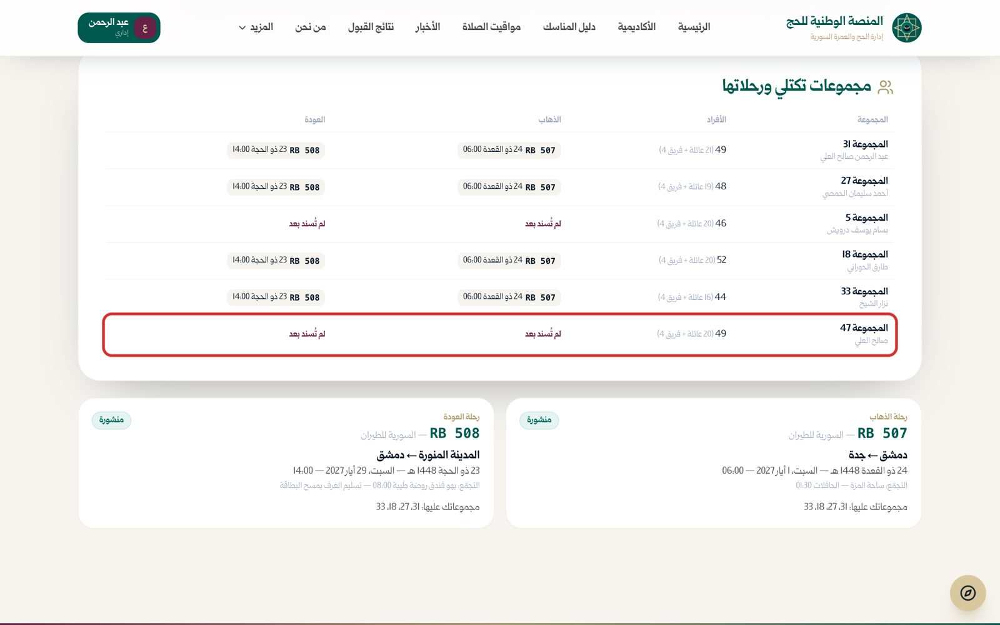 المنصة الوطنية للحج
إدارة الحج والعمرة السورية
الرئيسية الأكاديمية دليل المناسك مواقيت الصلاة الأخبار نتائج القبول من نحن المزيد
ع عبد الرحمن
إداري
مجموعات تكتلي ورحلاتها
المجموعة الأفراد الذهاب العودة
المجموعة 31
عبد الرحمن صالح العلي
49 (21 عائلة + فريق 4) RB 507 24 ذو القعدة 06:00 RB 508 23 ذو الحجة 14:00
المجموعة 27
أحمد سليمان الحمصي
48 (19 عائلة + فريق 4) RB 507 24 ذو القعدة 06:00 RB 508 23 ذو الحجة 14:00
المجموعة 5
بسام يوسف درويش
46 (20 عائلة + فريق 4) لم تُسند بعد لم تُسند بعد
المجموعة 18
طارق الحوراني
52 (20 عائلة + فريق 4) RB 507 24 ذو القعدة 06:00 RB 508 23 ذو الحجة 14:00
المجموعة 33
نزار الشيخ
44 (16 عائلة + فريق 4) RB 507 24 ذو القعدة 06:00 RB 508 23 ذو الحجة 14:00
المجموعة 47
صالح العلي
49 (20 عائلة + فريق 4) لم تُسند بعد لم تُسند بعد
رحلة الذهاب منشورة
RB 507 — السورية للطيران
دمشق ← جدة
24 ذو القعدة 1448 هـ — السبت، 1 أيار 2027 — 06:00
التجمّع: ساحة المزة — الحافلات 01:30
مجموعاتك عليها: 31، 27، 18، 33
رحلة العودة منشورة
RB 508 — السورية للطيران
المدينة المنورة ← دمشق
23 ذو الحجة 1448 هـ — السبت، 29 أيار 2027 — 14:00
التجمّع: بهو فندق روضة طيبة 08:00 — تسليم الغرف بمسح البطاقة
مجموعاتك عليها: 31، 27، 18، 33